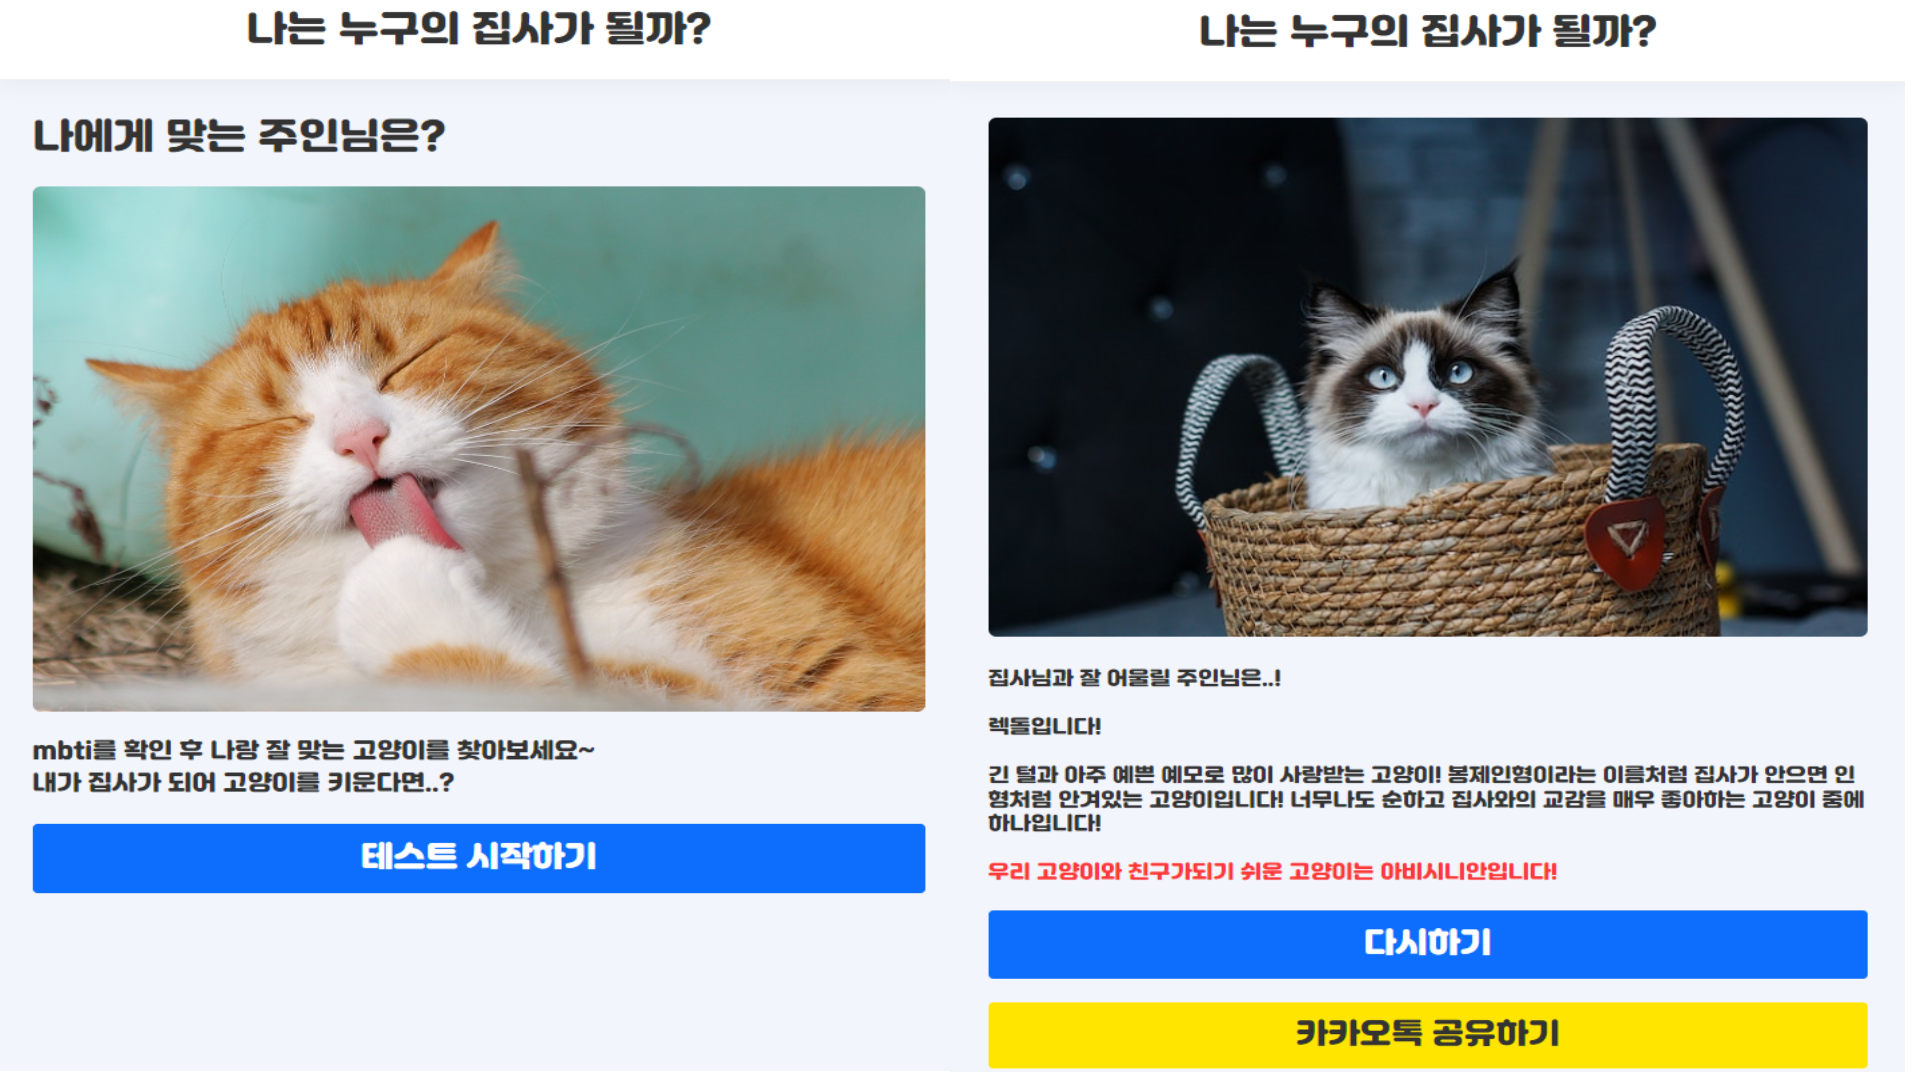 나는 누구의 집사가 될까?
나에게 맞는 주인님은?
mbti를 확인 후 나랑 잘 맞는 고양이를 찾아보세요~
내가 집사가 되어 고양이를 키운다면..?
테스트 시작하기
나는 누구의 집사가 될까?
집사님과 잘 어울릴 주인님은..!
렉돌입니다!
긴 털과 아주 예쁜 예모로 많이 사랑받는 고양이! 봉제인형이라는 이름처럼 집사가 안으면 인
형처럼 안겨있는 고양이입니다! 너무나도 순하고 집사와의 교감을 매우 좋아하는 고양이 중에
하나입니다!
우리 고양이와 친구가되기 쉬운 고양이는 아비시니안입니다!
다시하기
카카오톡 공유하기